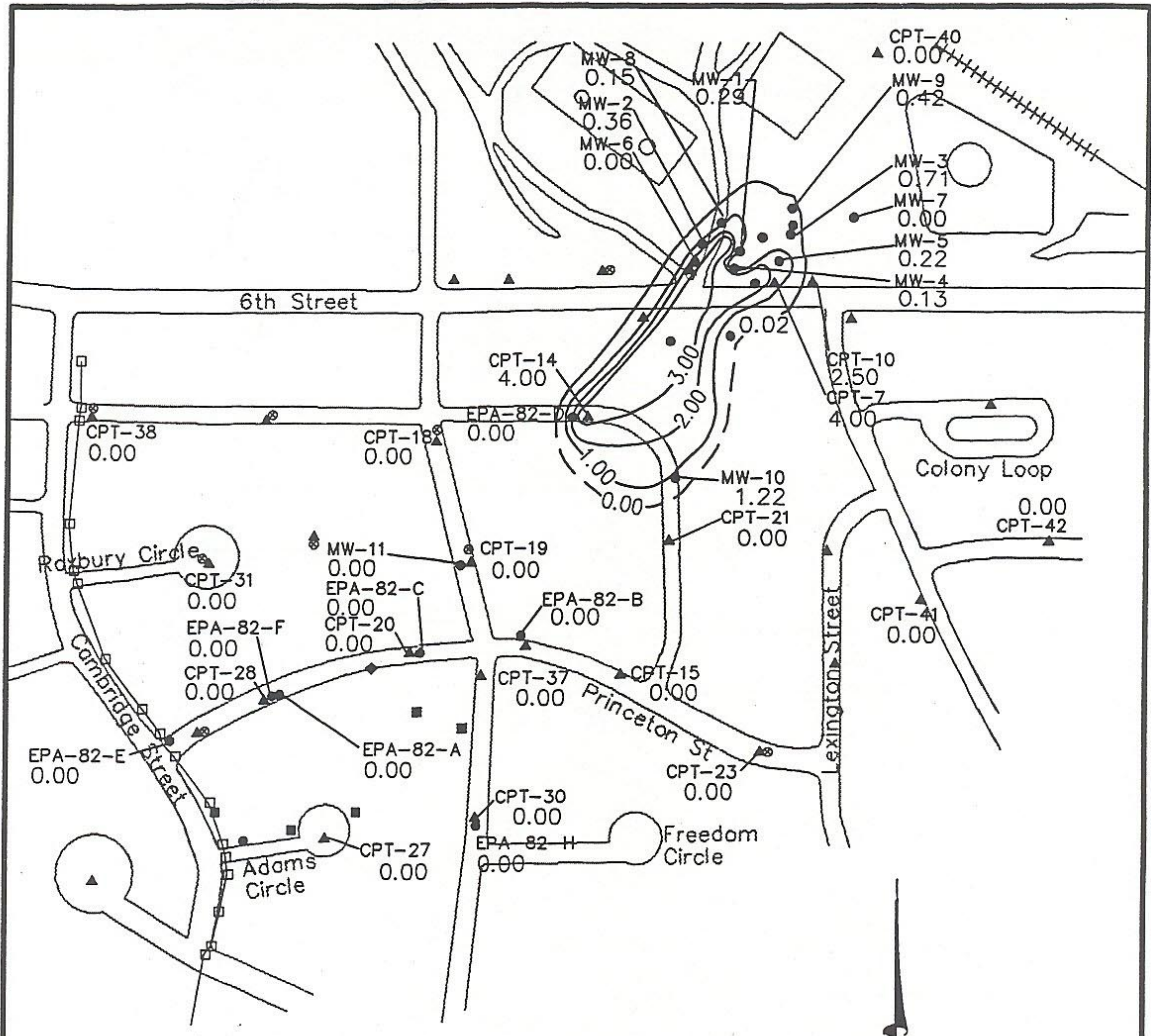 CPT-40
0.00
MW-8
0.15
MW-1
0.29
MW-9
0.42
MW-2
0.36
MW-6
0.00
MW-3
0.71
MW-7
0.00
MW-5
0.22
MW-4
0.13
6th Street
0.02
CPT-14
4.00
3.00
CPT-10
2.50
CPT-7
4.00
2.00
EPA-82-D
0.00
CPT-38
0.00
CPT-18
0.00
1.00
0.00
Colony Loop
MW-10
1.22
CPT-21
0.00
0.00
CPT-42
Roxbury Circle
CPT-31
0.00
MW-11
0.00
CPT-19
0.00
EPA-82-C
0.00
EPA-82-B
0.00
CPT-20
0.00
EPA-82-F
0.00
CPT-28
0.00
CPT-41
0.00
Cambridge Street
CPT-37
0.00
CPT-15
0.00
Princeton St
Lexington Street
EPA-82-E
0.00
EPA-82-A
0.00
CPT-23
0.00
CPT-30
0.00
EPA-82-H
0.00
Freedom
Circle
CPT-27
0.00
Adams
Circle